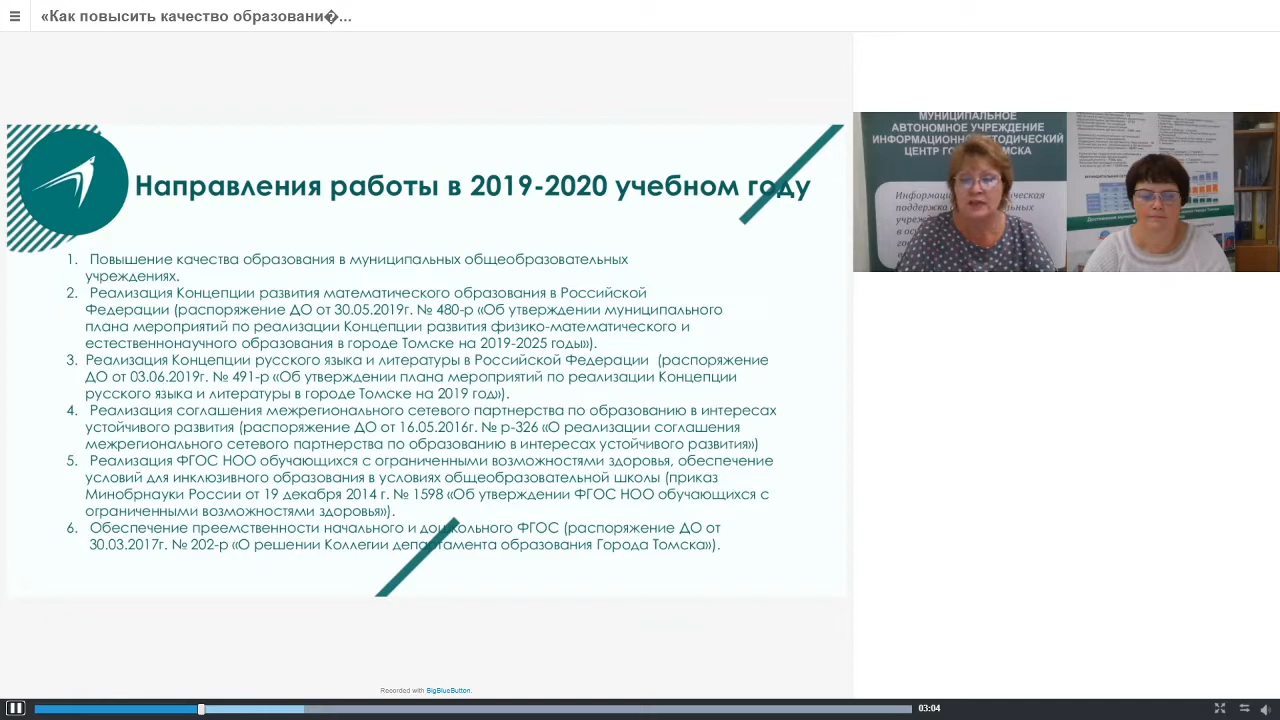 «Как повысить качество образовани�...
Направления работы в 2019-2020 учебном году
1. Повышение качества образования в муниципальных общеобразовательных
учреждениях.
2. Реализация Концепции развития математического образования в Российской
Федерации (распоряжение ДО от 30.05.2019г. № 480-р «Об утверждении муниципального
плана мероприятий по реализации Концепции развития физико-математического и
естественнонаучного образования в городе Томске на 2019-2025 годы»).
3. Реализация Концепции русского языка и литературы в Российской Федерации (распоряжение
ДО от 03.06.2019г. № 491-р «Об утверждении плана мероприятий по реализации Концепции
русского языка и литературы в городе Томске на 2019 год»).
4. Реализация соглашения межрегионального сетевого партнерства по образованию в интересах
устойчивого развития (распоряжение ДО от 16.05.2016г. № р-326 «О реализации соглашения
межрегионального сетевого партнерства по образованию в интересах устойчивого развития»)
5. Реализация ФГОС НОО обучающихся с ограниченными возможностями здоровья, обеспечение
условий для инклюзивного образования в условиях общеобразовательной школы (приказ
Минобрнауки России от 19 декабря 2014 г. № 1598 «Об утверждении ФГОС НОО обучающихся с
ограниченными возможностями здоровья»).
6. Обеспечение преемственности начального и дошкольного ФГОС (распоряжение ДО от
30.03.2017г. № 202-р «О решении Коллегии департамента образования Города Томска»).
МУНИЦИПАЛЬНОЕ
АВТОНОМНОЕ УЧРЕЖДЕНИЕ
ЦЕНТР
поддержка
Recorded with BigBlueButton.
03:04